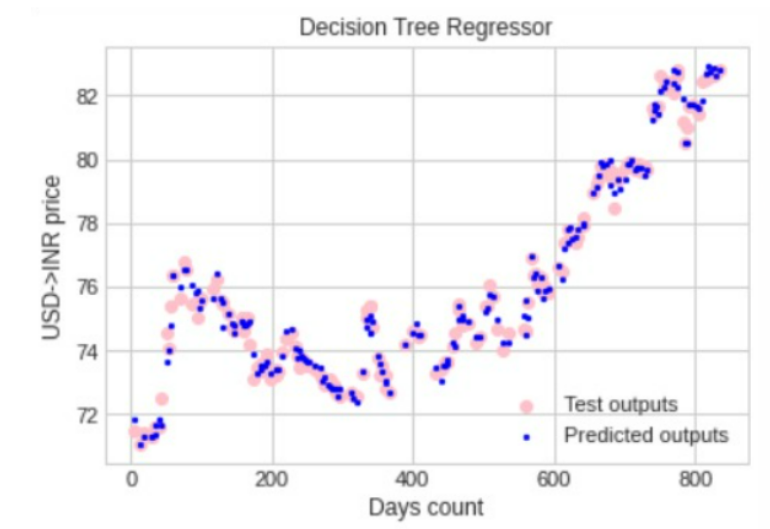 Decision Tree Regressor
USD->INR price
82
80
78
76
74
72
Test outputs
Predicted outputs
0 200 400 600 800
Days count